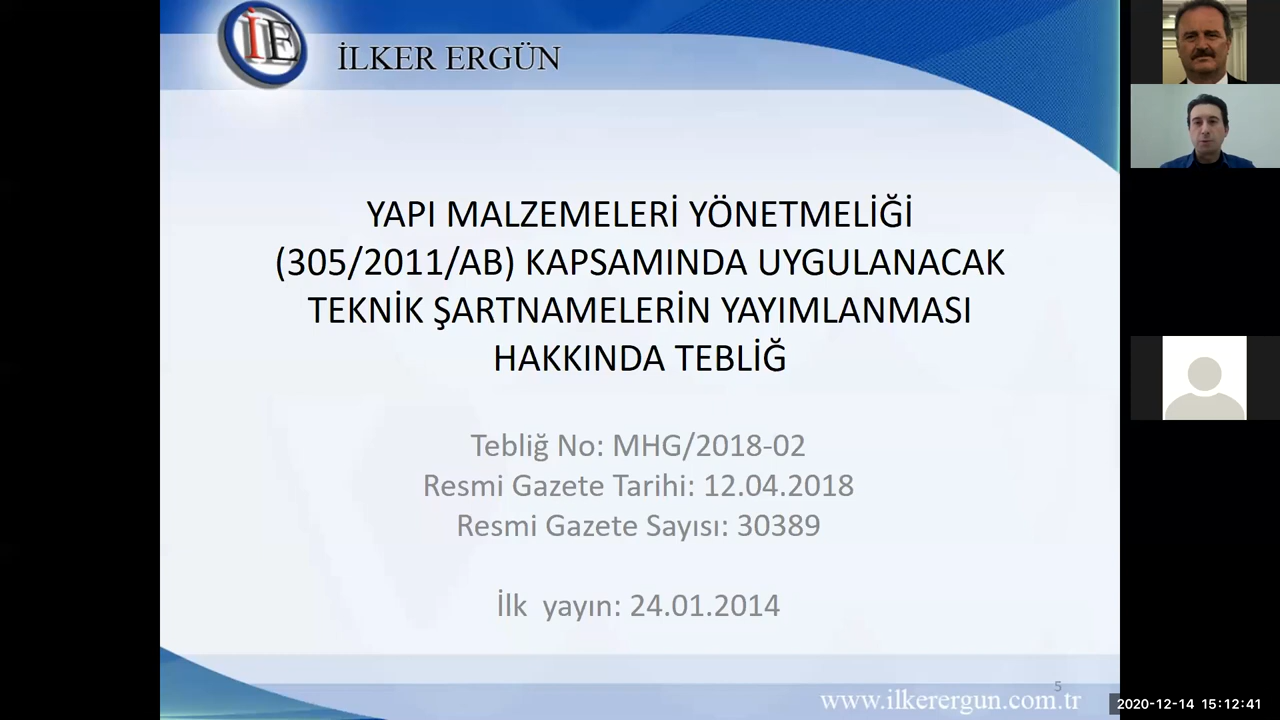 İE
İLKER ERGÜN
YAPI MALZEMELERİ YÖNETMELİĞİ
(305/2011/AB) KAPSAMINDA UYGULANACAK
TEKNİK ŞARTNAMELERİN YAYIMLANMASI
HAKKINDA TEBLİĞ
Tebliğ No: MHG/2018-02
Resmi Gazete Tarihi: 12.04.2018
Resmi Gazete Sayısı: 30389
İlk  yayın: 24.01.2014
5
www.ilkerergun.com.tr
2020-12-14 15:12:41